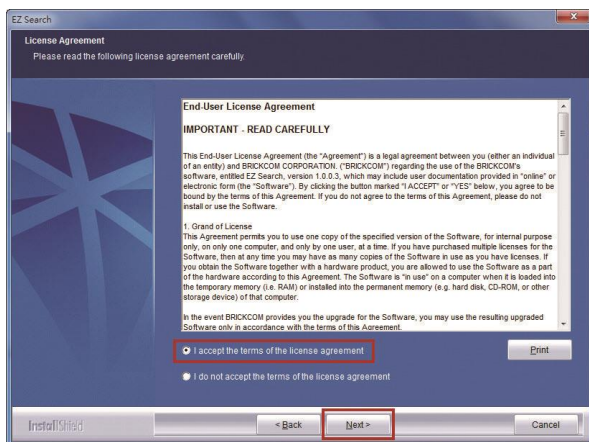 EZ Search
License Agreement
Please read the following license agreement carefully.
End-User License Agreement
IMPORTANT - READ CAREFULLY
This End-User License Agreement (the "Agreement") is a legal agreement between you (either an individual
of an entity) and BRICKCOM CORPORATION. ("BRICKCOM") regarding the use of the BRICKCOM's
software, entitled EZ Search, version 1.0.0.3, which may include user documentation provided in "online" or
electronic form (the "Software"). By clicking the button marked "I ACCEPT" or "YES" below, you agree to be
bound by the terms of this Agreement. If you do not agree to the terms of this Agreement, please do not
install or use the Software.
1. Grand of License
This Agreement permits you to use one copy of the specified version of the Software, for internal purpose
only, on only one computer, and only by one user, at a time. If you have purchased multiple licenses for the
Software, then at any time you may have as many copies of the Software in use as you have licenses. If
you obtain the Software together with a hardware product, you are allowed to use the Software as a part
of the hardware according to this Agreement. The Software is "in use" on a computer when it is loaded into
the temporary memory (i.e. RAM) or installed into the permanent memory (e.g. hard disk, CD-ROM, or other
storage device) of that computer.
In the event BRICKCOM provides you the upgrade for the Software, you may use the resulting upgraded
Software only in accordance with the terms of this Agreement.
I accept the terms of the license agreement
Print
I do not accept the terms of the license agreement
InstallShield
< Back
Next >
Cancel